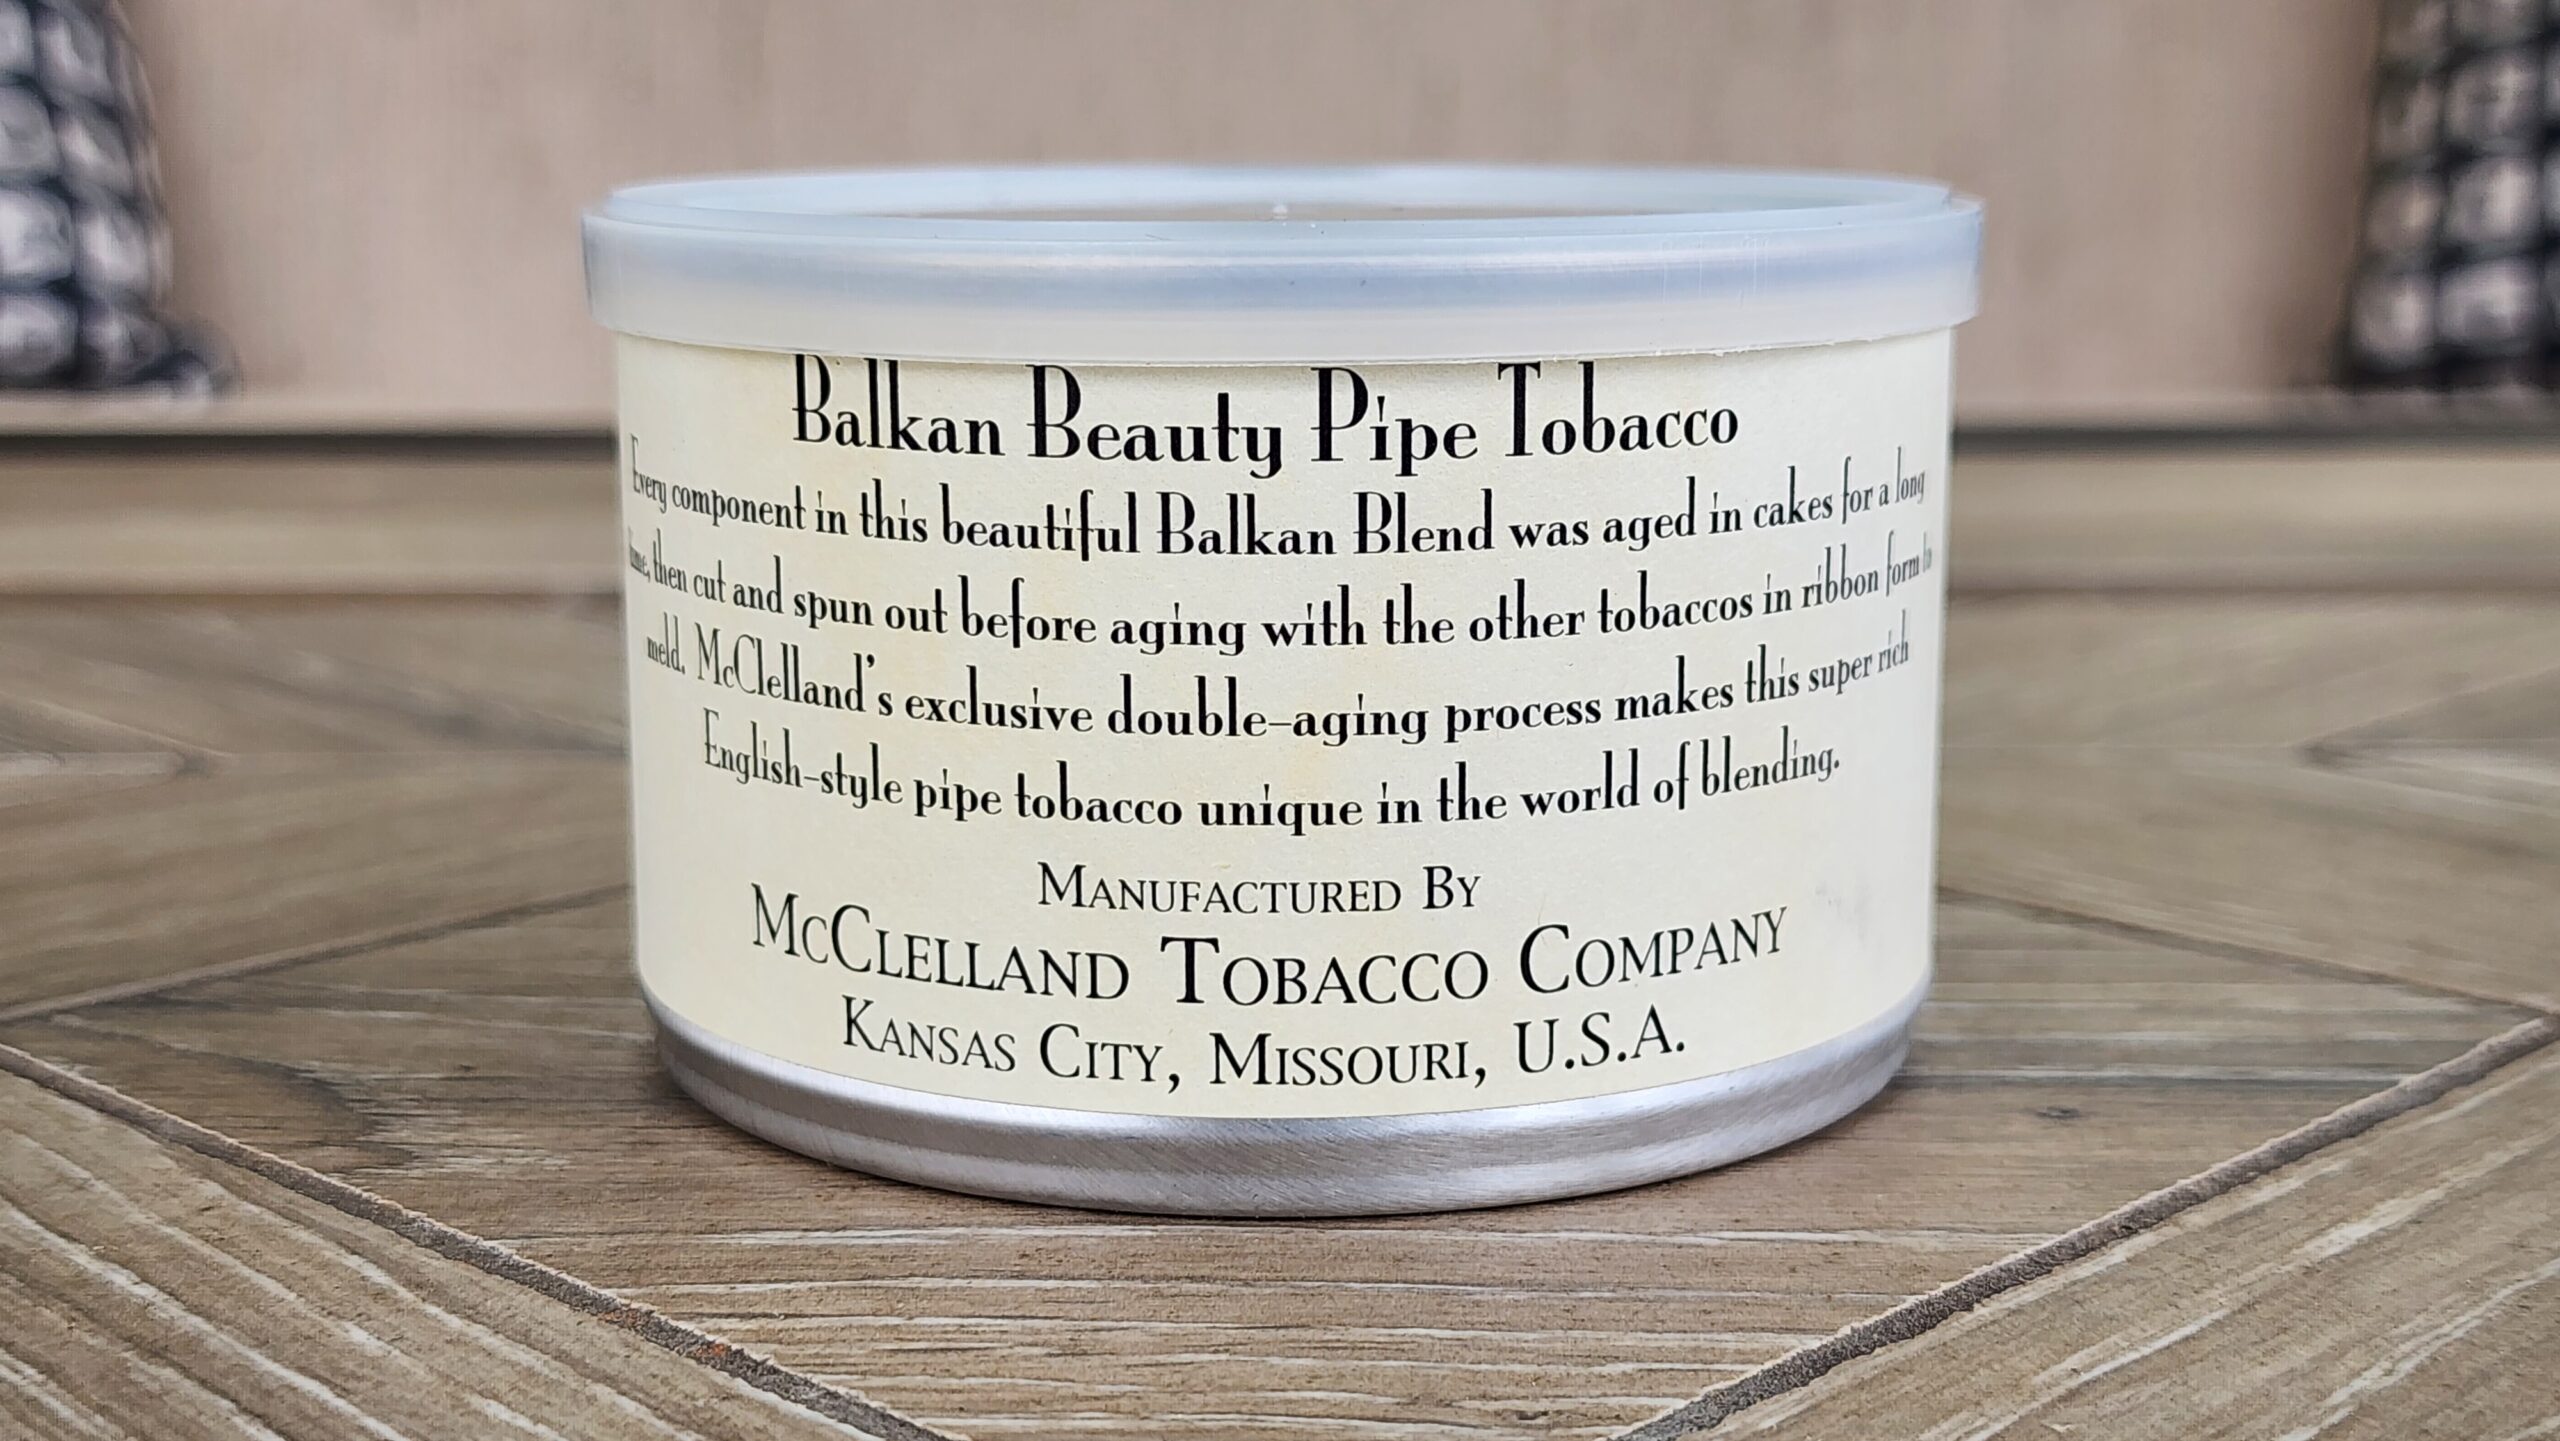 Balkan Beauty Pipe Tobacco
Every component in this beautiful Balkan Blend was aged in cakes for a long
time, then cut and spun out before aging with the other tobaccos in ribbon form to
meld. McClelland's exclusive double-aging process makes this super rich
English-style pipe tobacco unique in the world of blending.
Manufactured By
McClelland Tobacco Company
Kansas City, Missouri, U.S.A.